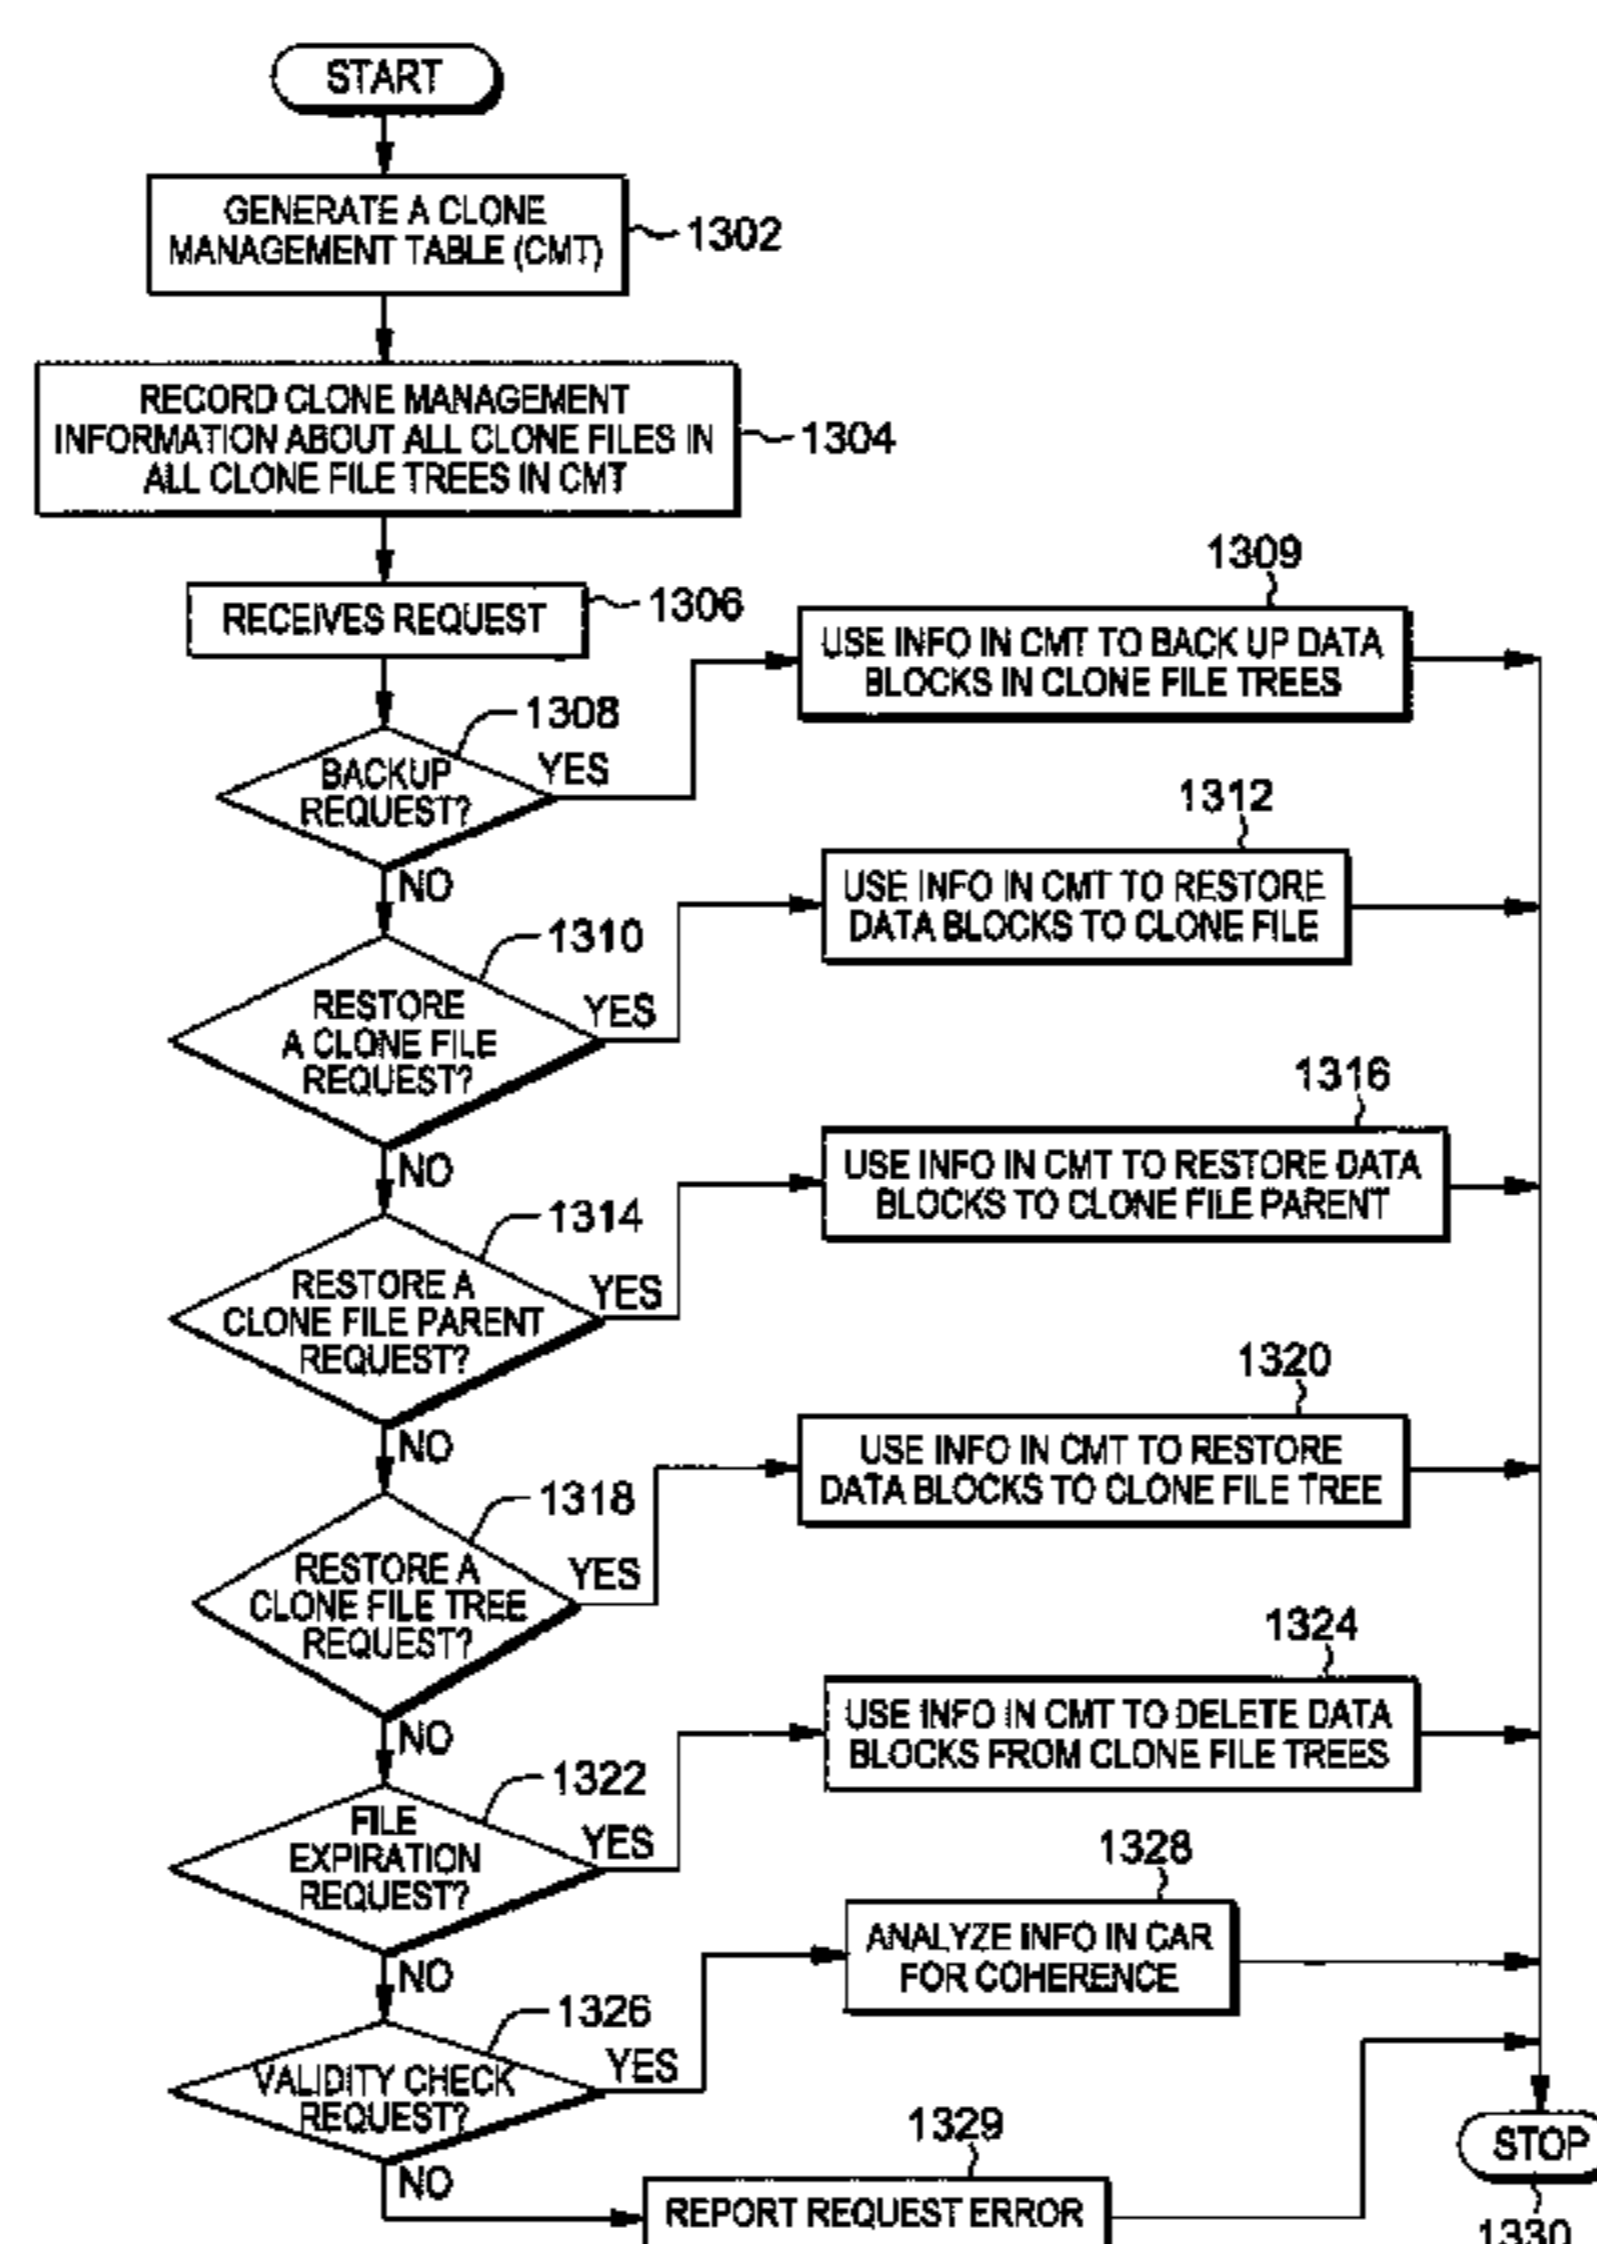 START
GENERATE A CLONE
MANAGEMENT TABLE (CMT)
1302
RECORD CLONE MANAGEMENT
INFORMATION ABOUT ALL CLONE FILES IN
ALL CLONE FILE TREES IN CMT
1304
RECEIVES REQUEST
1306
1309
USE INFO IN CMT TO BACK UP DATA
BLOCKS IN CLONE FILE TREES
1308
BACKUP
REQUEST?
YES
NO
1312
USE INFO IN CMT TO RESTORE
DATA BLOCKS TO CLONE FILE
1310
RESTORE
A CLONE FILE
REQUEST?
YES
NO
1316
USE INFO IN CMT TO RESTORE DATA
BLOCKS TO CLONE FILE PARENT
1314
RESTORE A
CLONE FILE PARENT
REQUEST?
YES
NO
1320
USE INFO IN CMT TO RESTORE
DATA BLOCKS TO CLONE FILE TREE
1318
RESTORE A
CLONE FILE TREE
REQUEST?
YES
NO
1324
USE INFO IN CMT TO DELETE DATA
BLOCKS FROM CLONE FILE TREES
1322
FILE
EXPIRATION
REQUEST?
YES
NO
1328
ANALYZE INFO IN CAR
FOR COHERENCE
1326
VALIDITY CHECK
REQUEST?
YES
NO
1329
REPORT REQUEST ERROR
STOP
1330